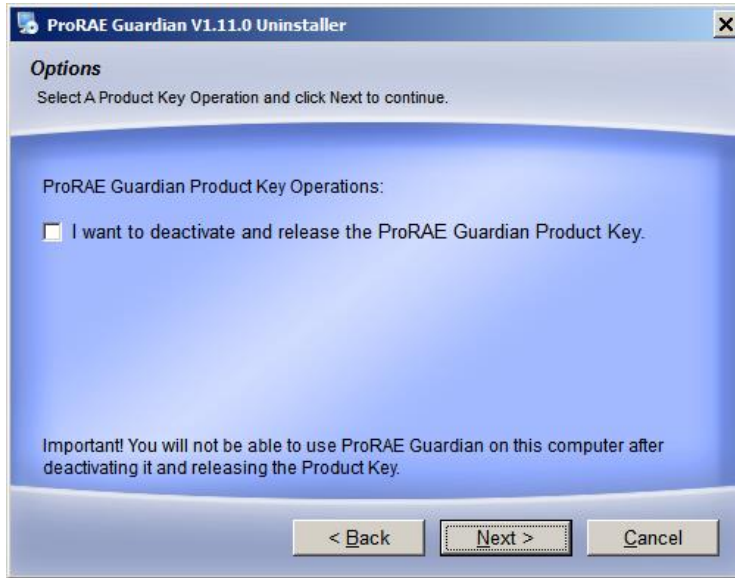 ProRAE Guardian V1.11.0 Uninstaller
Options
Select A Product Key Operation and click Next to continue.
ProRAE Guardian Product Key Operations:
I want to deactivate and release the ProRAE Guardian Product Key.
Important! You will not be able to use ProRAE Guardian on this computer after
deactivating it and releasing the Product Key.
< Back Next > Cancel